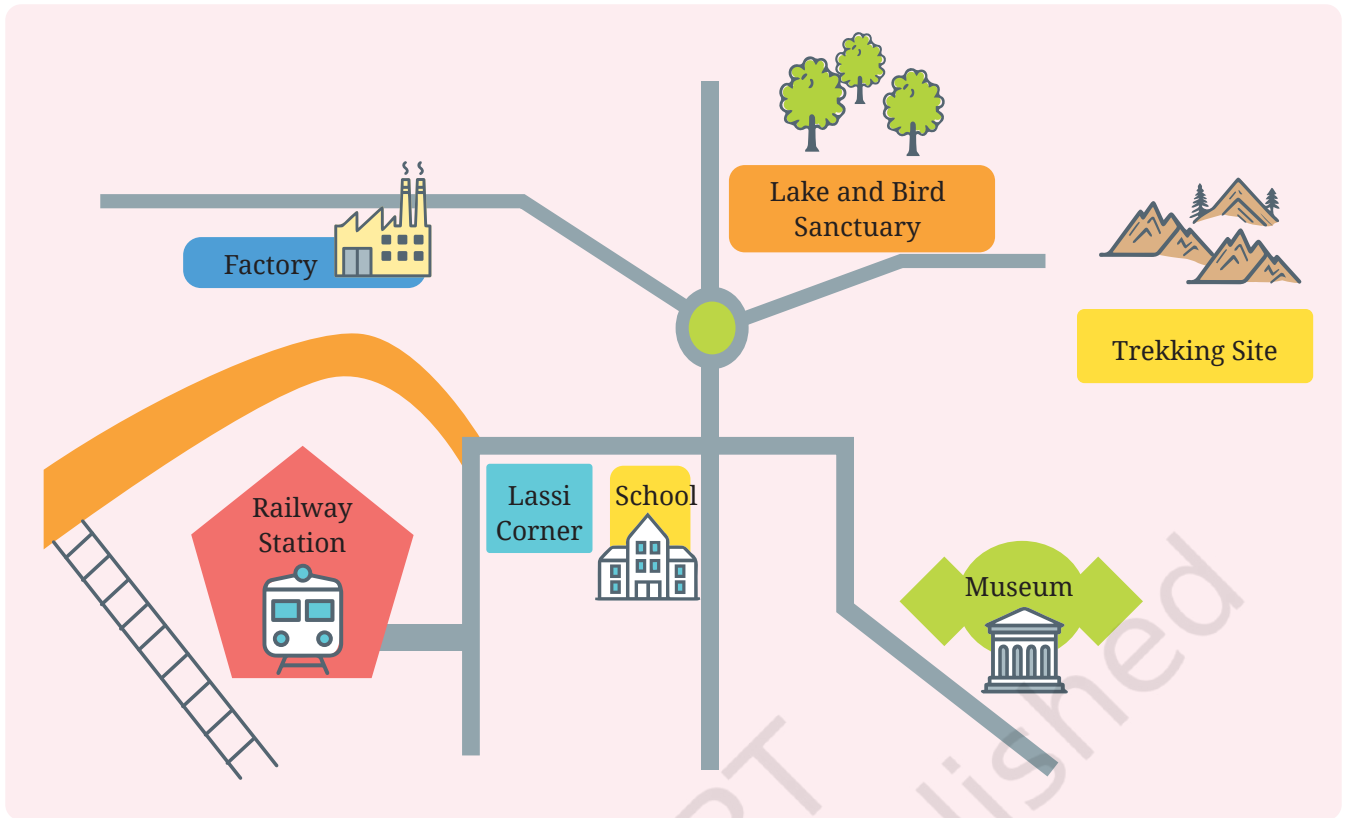 Lake and Bird
Sanctuary
Factory
Trekking Site
Railway
Station
Lassi
Corner
School
Museum